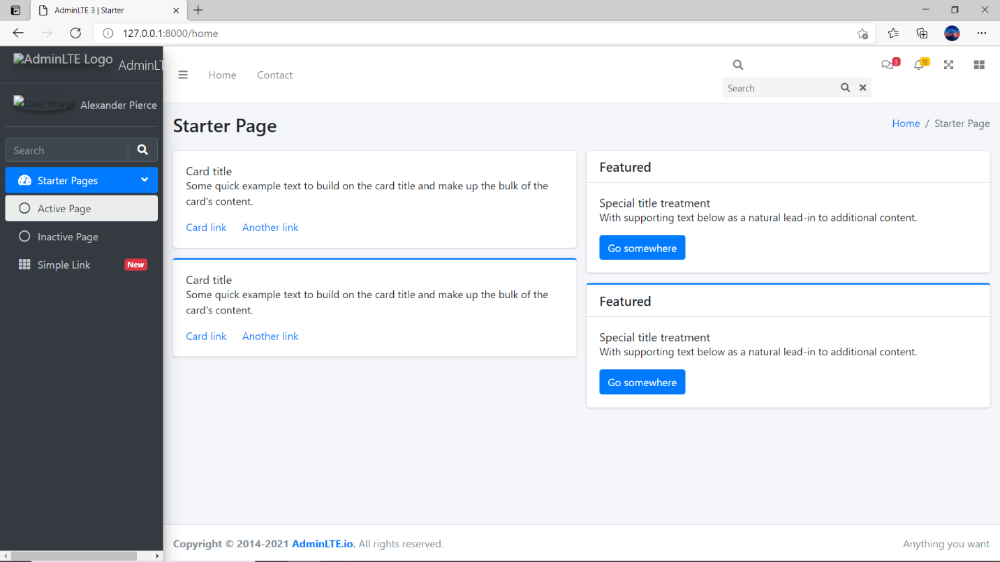 AdminLTE 3 | Starter
127.0.0.1:8000/home
AdminLTE Logo
AdminLT
Home
Contact
3
15
Search
User Image
Alexander Pierce
Search
Starter Pages
Active Page
Inactive Page
Simple Link
New
Starter Page
Home / Starter Page
Card title
Some quick example text to build on the card title and make up the bulk of the
card's content.
Card link
Another link
Card title
Some quick example text to build on the card title and make up the bulk of the
card's content.
Card link
Another link
Featured
Special title treatment
With supporting text below as a natural lead-in to additional content.
Go somewhere
Featured
Special title treatment
With supporting text below as a natural lead-in to additional content.
Go somewhere
Copyright © 2014-2021 AdminLTE.io. All rights reserved.
Anything you want